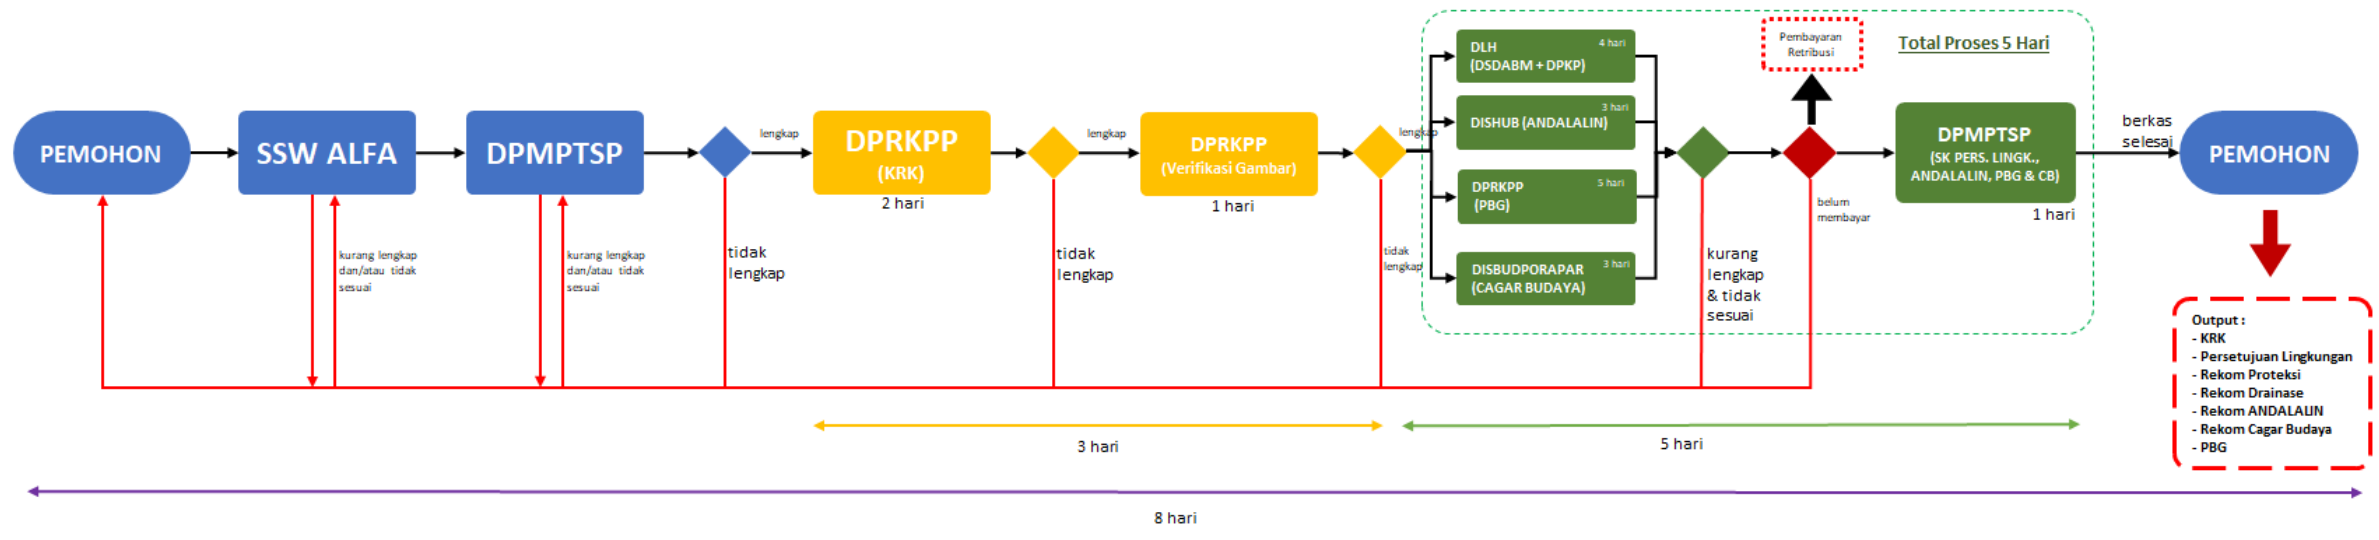 PEMOHON
SSW ALFA
kurang lengkap
dan/atau tidak
sesuai
DPMPTSP
kurang lengkap
dan/atau tidak
sesuai
lengkap
tidak
lengkap
DPRKPP
(KRK)
2 hari
lengkap
tidak
lengkap
DPRKPP
(Verifikasi Gambar)
1 hari
lengkap
tidak
lengkap
DLH
(DSDABM + DPKP)
4 hari
DISHUB (ANDALALIN)
3 hari
DPRKPP
(PBG)
5 hari
DISBUDPORAPAR
(CAGAR BUDAYA)
3 hari
kurang
lengkap
& tidak
sesuai
Pembayaran
Retribusi
belum
membayar
Total Proses 5 Hari
DPMPTSP
(SK PERS. LINGK.,
ANDALALIN, PBG & CB)
1 hari
berkas
selesai
PEMOHON
Output :
- KRK
- Persetujuan Lingkungan
- Rekom Proteksi
- Rekom Drainase
- Rekom ANDALALIN
- Rekom Cagar Budaya
- PBG
3 hari
5 hari
8 hari